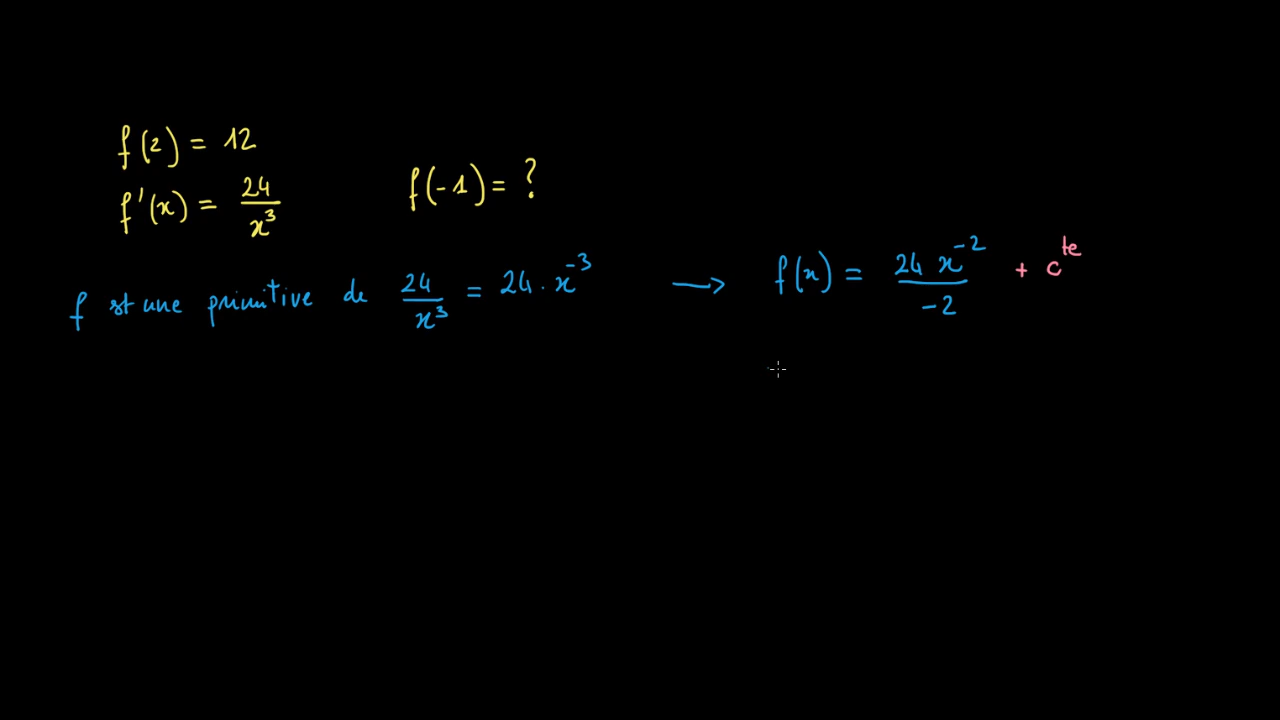 f(2) = 12
f'(x) = 24/x³
f(-1) = ?
f est une primitive de 24/x³ = 24 · x⁻³ → f(x) = 24 x⁻²/-2 + cᵗᵉ